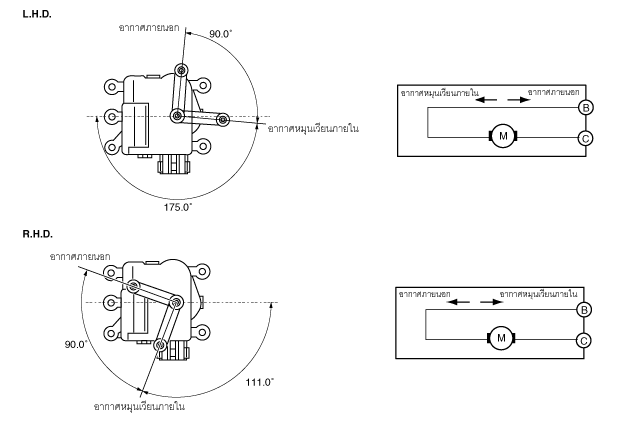 L.H.D.
อากาศภายนอก
90.0°
อากาศหมุนเวียนภายใน
175.0°
อากาศหมุนเวียนภายใน
อากาศภายนอก
B
M
C
R.H.D.
อากาศภายนอก
90.0°
111.0°
อากาศหมุนเวียนภายใน
อากาศภายนอก
อากาศหมุนเวียนภายใน
B
M
C